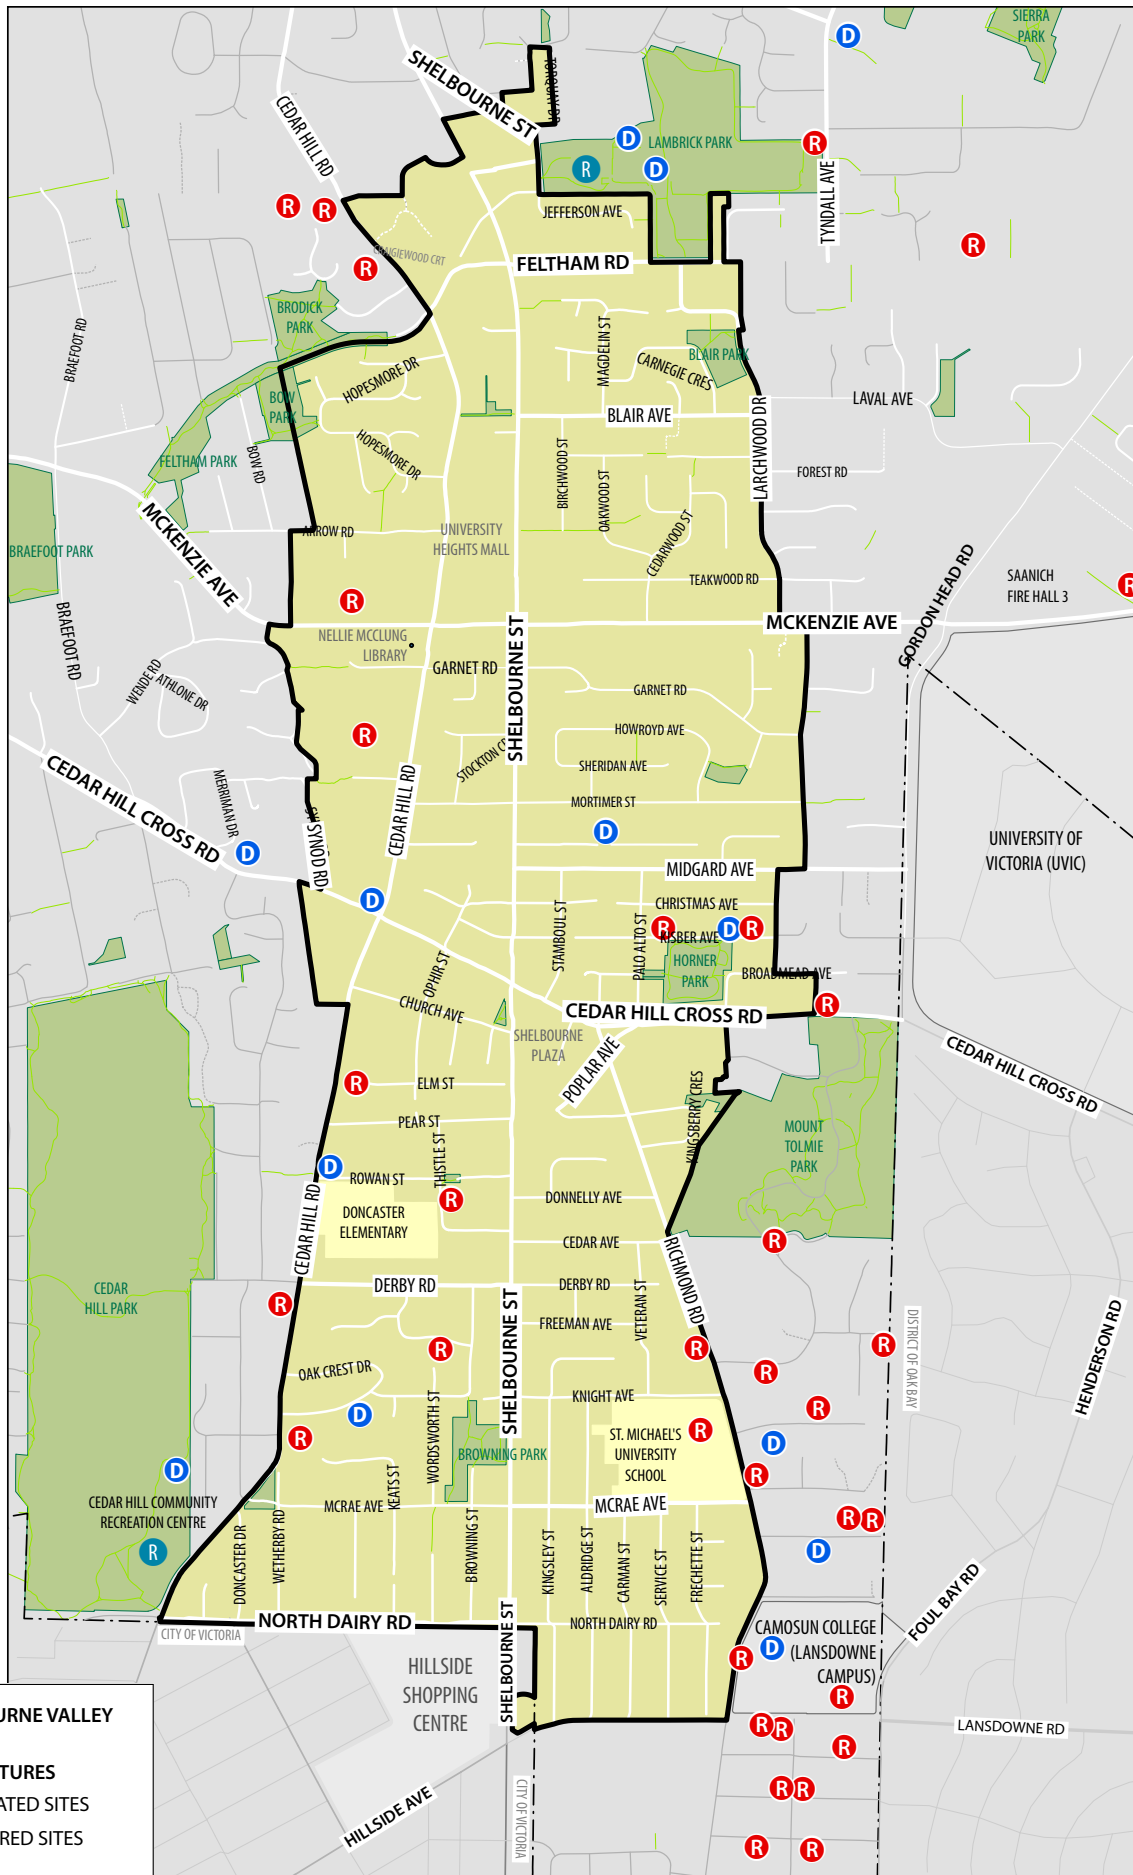 SIERRA
PARK
D
TORQUAY DR
SHELBOURNE ST
CEDAR HILL RD
D
LAMBRICK PARK
R
R
D
TYNDALL AVE
R
R
JEFFERSON AVE
R
CRAIGIEWOOD CRT
FELTHAM RD
R
BRODICK
PARK
BRAEFOOT RD
HOPESMORE DR
MAGDELIN ST
CARNEGIE CRES
BLAIR PARK
BOW
PARK
BLAIR AVE
LAVAL AVE
LARCHWOOD DR
HOPESMORE DR
BOW RD
FELTHAM PARK
BIRCHWOOD ST
OAKWOOD ST
FOREST RD
MCKENZIE AVE
ARROW RD
UNIVERSITY
HEIGHTS MALL
CEDARWOOD ST
BRAEFOOT PARK
TEAKWOOD RD
GORDON HEAD RD
SAANICH
FIRE HALL 3
R
R
BRAEFOOT RD
MCKENZIE AVE
NELLIE MCCLUNG
LIBRARY
SHELBOURNE ST
GARNET RD
GARNET RD
WENDE RD
ATHLONE DR
R
HOWROYD AVE
STOCKTON CR
SHERIDAN AVE
CEDAR HILL CROSS RD
MERRIMAN DR
CEDAR HILL RD
MORTIMER ST
D
D
SYNOD RD
UNIVERSITY OF
VICTORIA (UVIC)
MIDGARD AVE
D
CHRISTMAS AVE
STAMBOUL ST
PALO ALTO ST
R
D
R
RISBER AVE
HORNER
PARK
OPHIR ST
BROADMEAD AVE
CHURCH AVE
CEDAR HILL CROSS RD
R
SHELBOURNE
PLAZA
POPLAR AVE
CEDAR HILL CROSS RD
R
ELM ST
KINGSBERRY CRES
PEAR ST
MOUNT
TOLMIE
PARK
THISTLE ST
D
ROWAN ST
R
DONNELLY AVE
DONCASTER
ELEMENTARY
CEDAR HILL RD
CEDAR AVE
RICHMOND RD
R
CEDAR
HILL PARK
DERBY RD
DERBY RD
R
VETERAN ST
SHELBOURNE ST
FREEMAN AVE
DISTRICT OF OAK BAY
HENDERSON RD
R
R
R
OAK CREST DR
R
KNIGHT AVE
WORDSWORTH ST
R
D
R
ST. MICHAEL'S
UNIVERSITY
SCHOOL
R
D
BROWNING PARK
D
KEATS ST
R
CEDAR HILL COMMUNITY
RECREATION CENTRE
MCRAE AVE
MCRAE AVE
R
R
R
D
DONCASTER DR
WETHERBY RD
BROWNING ST
KINGSLEY ST
ALDRIDGE ST
CARMAN ST
SERVICE ST
FRECHETTE ST
FOUL BAY RD
NORTH DAIRY RD
NORTH DAIRY RD
CITY OF VICTORIA
SHELBOURNE ST
CAMOSUN COLLEGE
(LANSDOWNE
CAMPUS)
D
R
HILLSIDE
SHOPPING
CENTRE
R
URNE VALLEY
R
R
LANSDOWNE RD
R
TURES
ATED SITES
RED SITES
CITY OF VICTORIA
HILLSIDE AVE
R
R
R
R